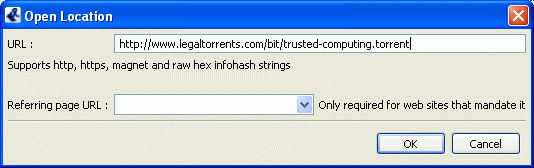 Open Location
URL : http://www.legaltorrents.com/bit/trusted-computing.torrent
Supports http, https, magnet and raw hex infohash strings
Referring page URL : Only required for web sites that mandate it
OK Cancel